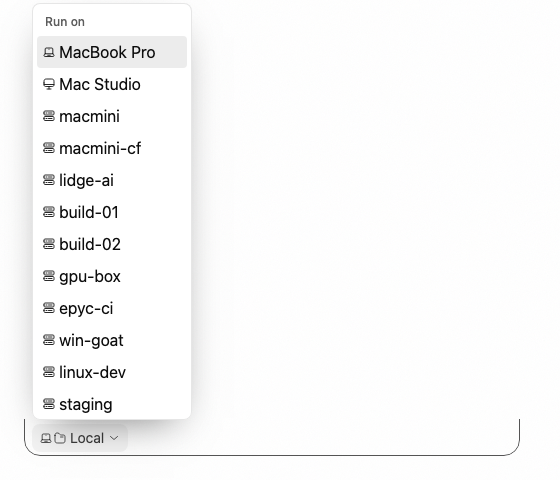 Run on
MacBook Pro
Mac Studio
macmini
macmini-cf
lidge-ai
build-01
build-02
gpu-box
epyc-ci
win-goat
linux-dev
staging
Local